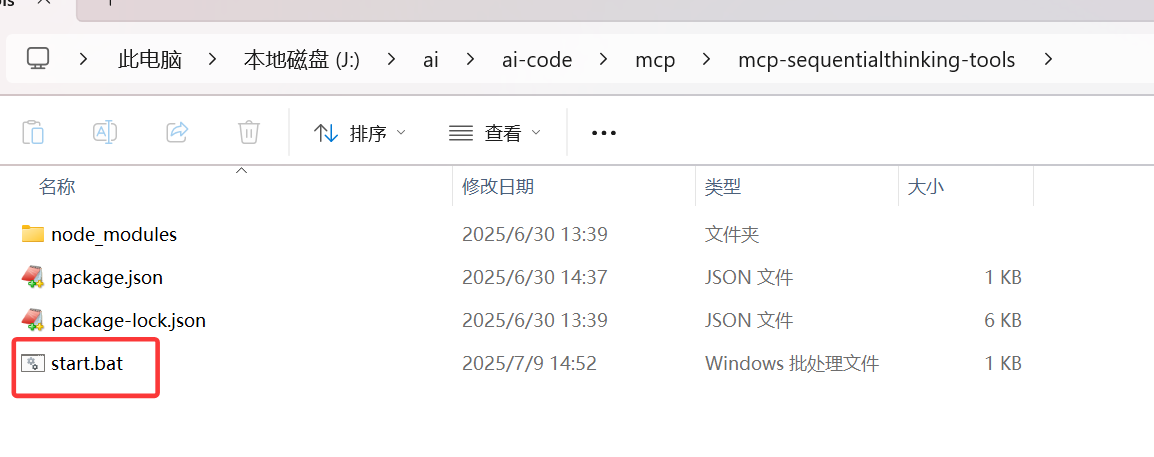 此电脑 > 本地磁盘 (J:) > ai > ai-code > mcp > mcp-sequentialthinking-tools >
排序 查看
名称 修改日期 类型 大小
node_modules 2025/6/30 13:39 文件夹
package.json 2025/6/30 14:37 JSON 文件 1 KB
package-lock.json 2025/6/30 13:39 JSON 文件 6 KB
start.bat 2025/7/9 14:52 Windows 批处理文件 1 KB